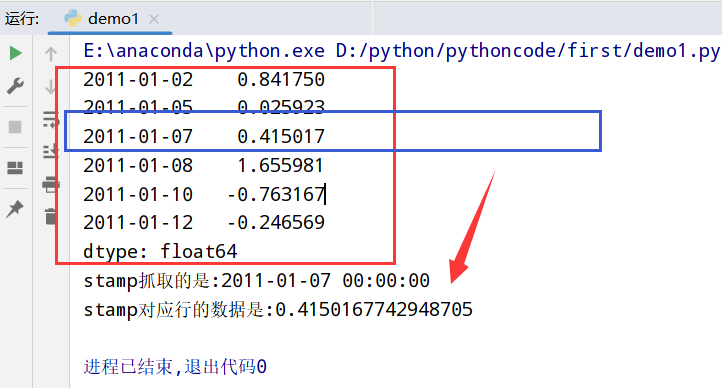 运行: demo1
E:\anaconda\python.exe D:/python/pythoncode/first/demo1.py
2011-01-02    0.841750
2011-01-05    0.025923
2011-01-07    0.415017
2011-01-08    1.655981
2011-01-10   -0.763167
2011-01-12   -0.246569
dtype: float64
stamp抓取的是:2011-01-07 00:00:00
stamp对应行的数据是:0.4150167742948705
进程已结束,退出代码0